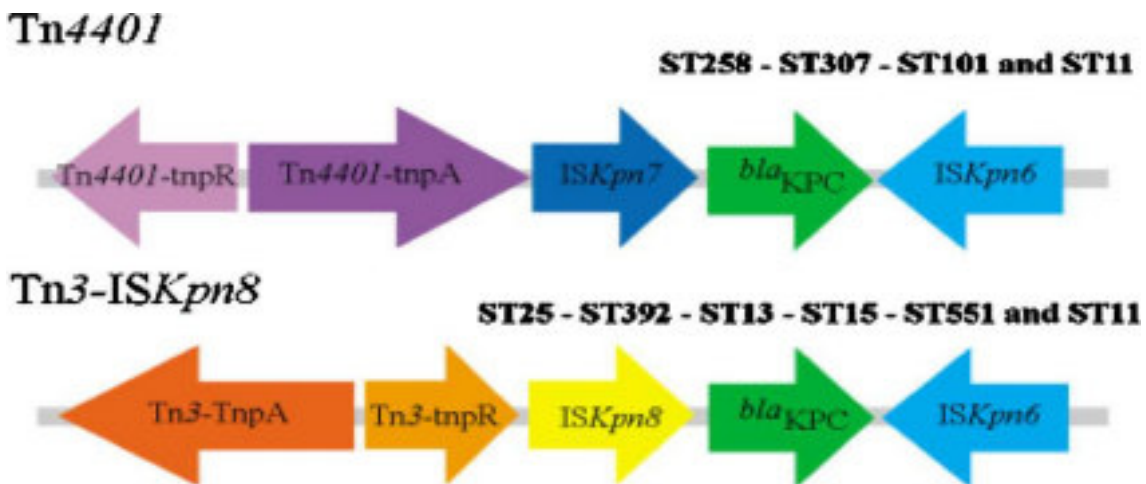 Tn4401
ST258 - ST307 - ST101 and ST11
Tn4401-tnpR Tn4401-tnpA ISKpn7 blaKPC ISKpn6
Tn3-ISKpn8
ST25 - ST392 - ST13 - ST15 - ST551 and ST11
Tn3-TnpA Tn3-tnpR ISKpn8 blaKPC ISKpn6